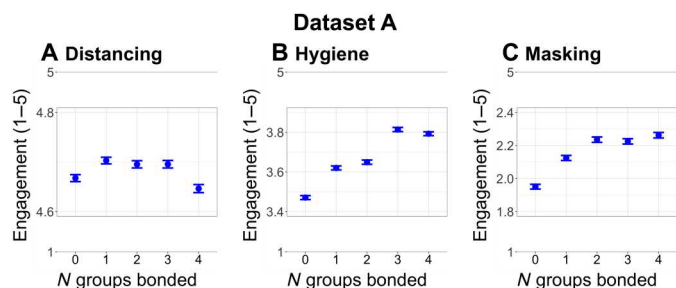 Dataset A
A Distancing
B Hygiene
C Masking
Engagement (1–5)
5
4.8
4.6
1
0 1 2 3 4
N groups bonded
Engagement (1–5)
5
3.8
3.6
3.4
1
0 1 2 3 4
N groups bonded
Engagement (1–5)
5
2.4
2.2
2.0
1.8
1
0 1 2 3 4
N groups bonded